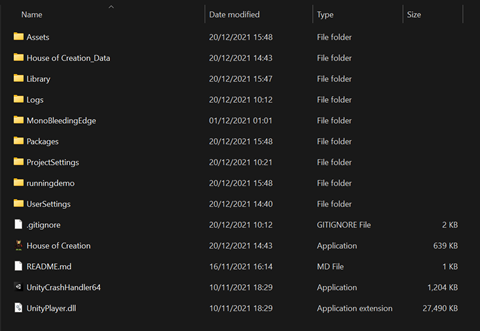 Name Date modified Type Size
Assets 20/12/2021 15:48 File folder
House of Creation_Data 20/12/2021 14:43 File folder
Library 20/12/2021 15:47 File folder
Logs 20/12/2021 10:12 File folder
MonoBleedingEdge 01/12/2021 01:01 File folder
Packages 20/12/2021 15:48 File folder
ProjectSettings 20/12/2021 10:21 File folder
runningdemo 20/12/2021 15:48 File folder
UserSettings 20/12/2021 14:40 File folder
.gitignore 20/12/2021 10:12 GITIGNORE File 2 KB
House of Creation 20/12/2021 14:43 Application 639 KB
README.md 16/11/2021 16:14 MD File 1 KB
UnityCrashHandler64 10/11/2021 18:29 Application 1,204 KB
UnityPlayer.dll 10/11/2021 18:29 Application extension 27,490 KB